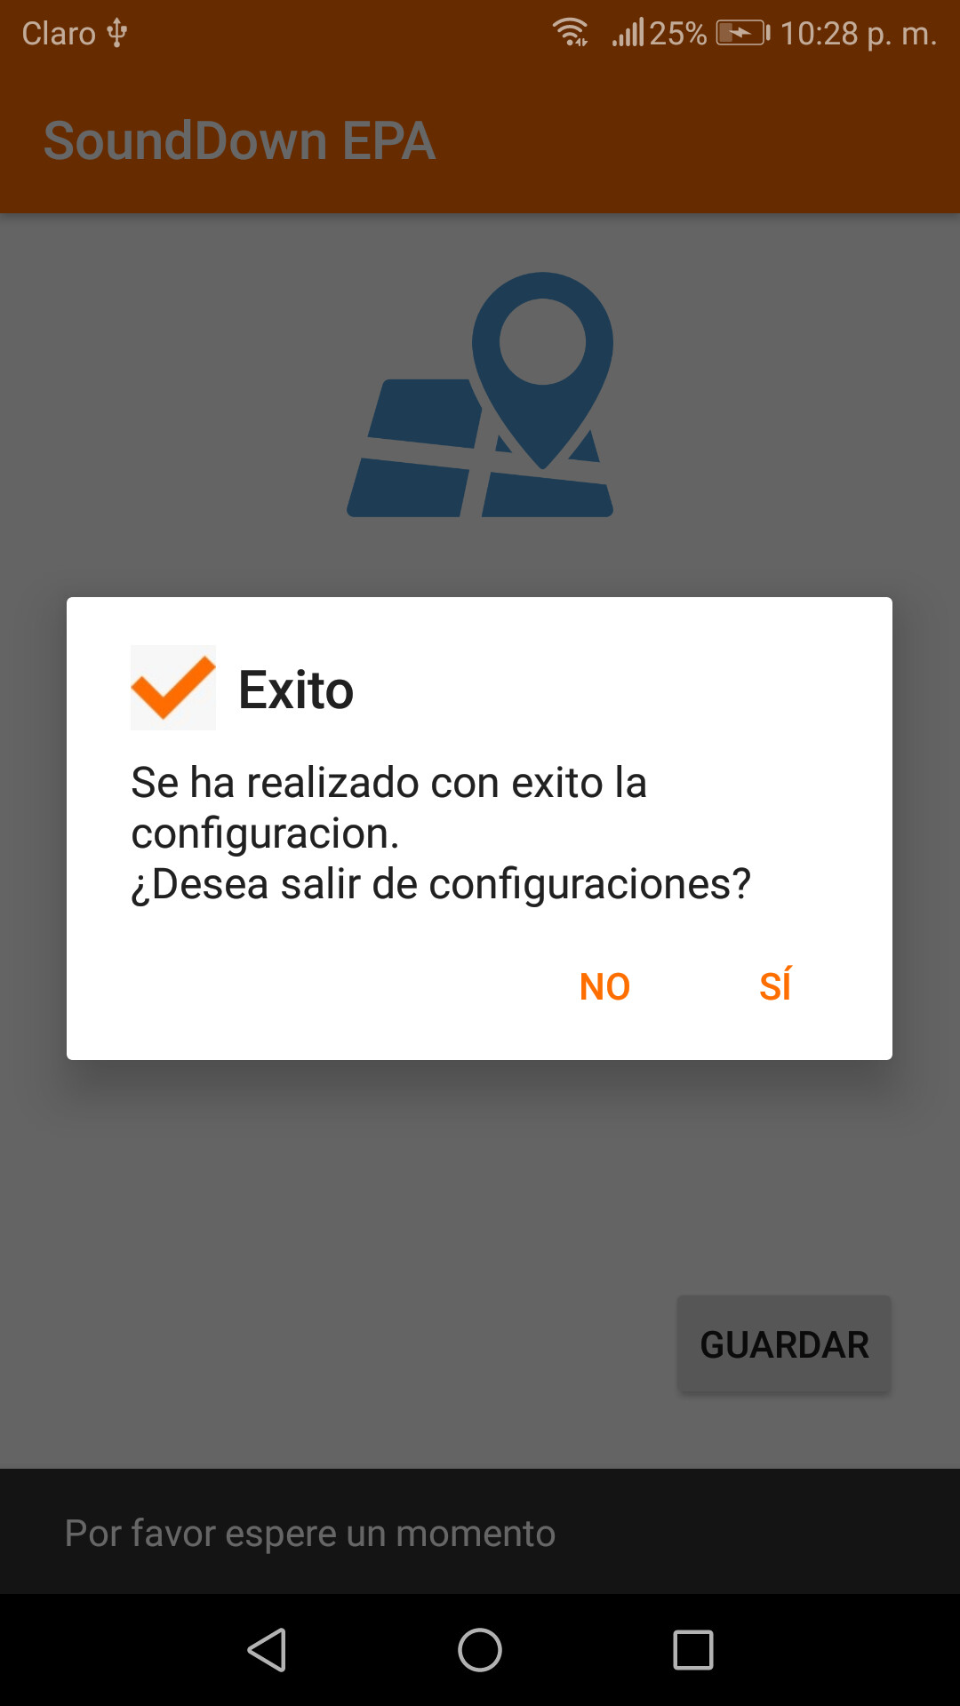 Claro 25% 10:28 p. m.
SoundDown EPA
Exito
Se ha realizado con exito la
configuracion.
¿Desea salir de configuraciones?
NO SÍ
GUARDAR
Por favor espere un momento